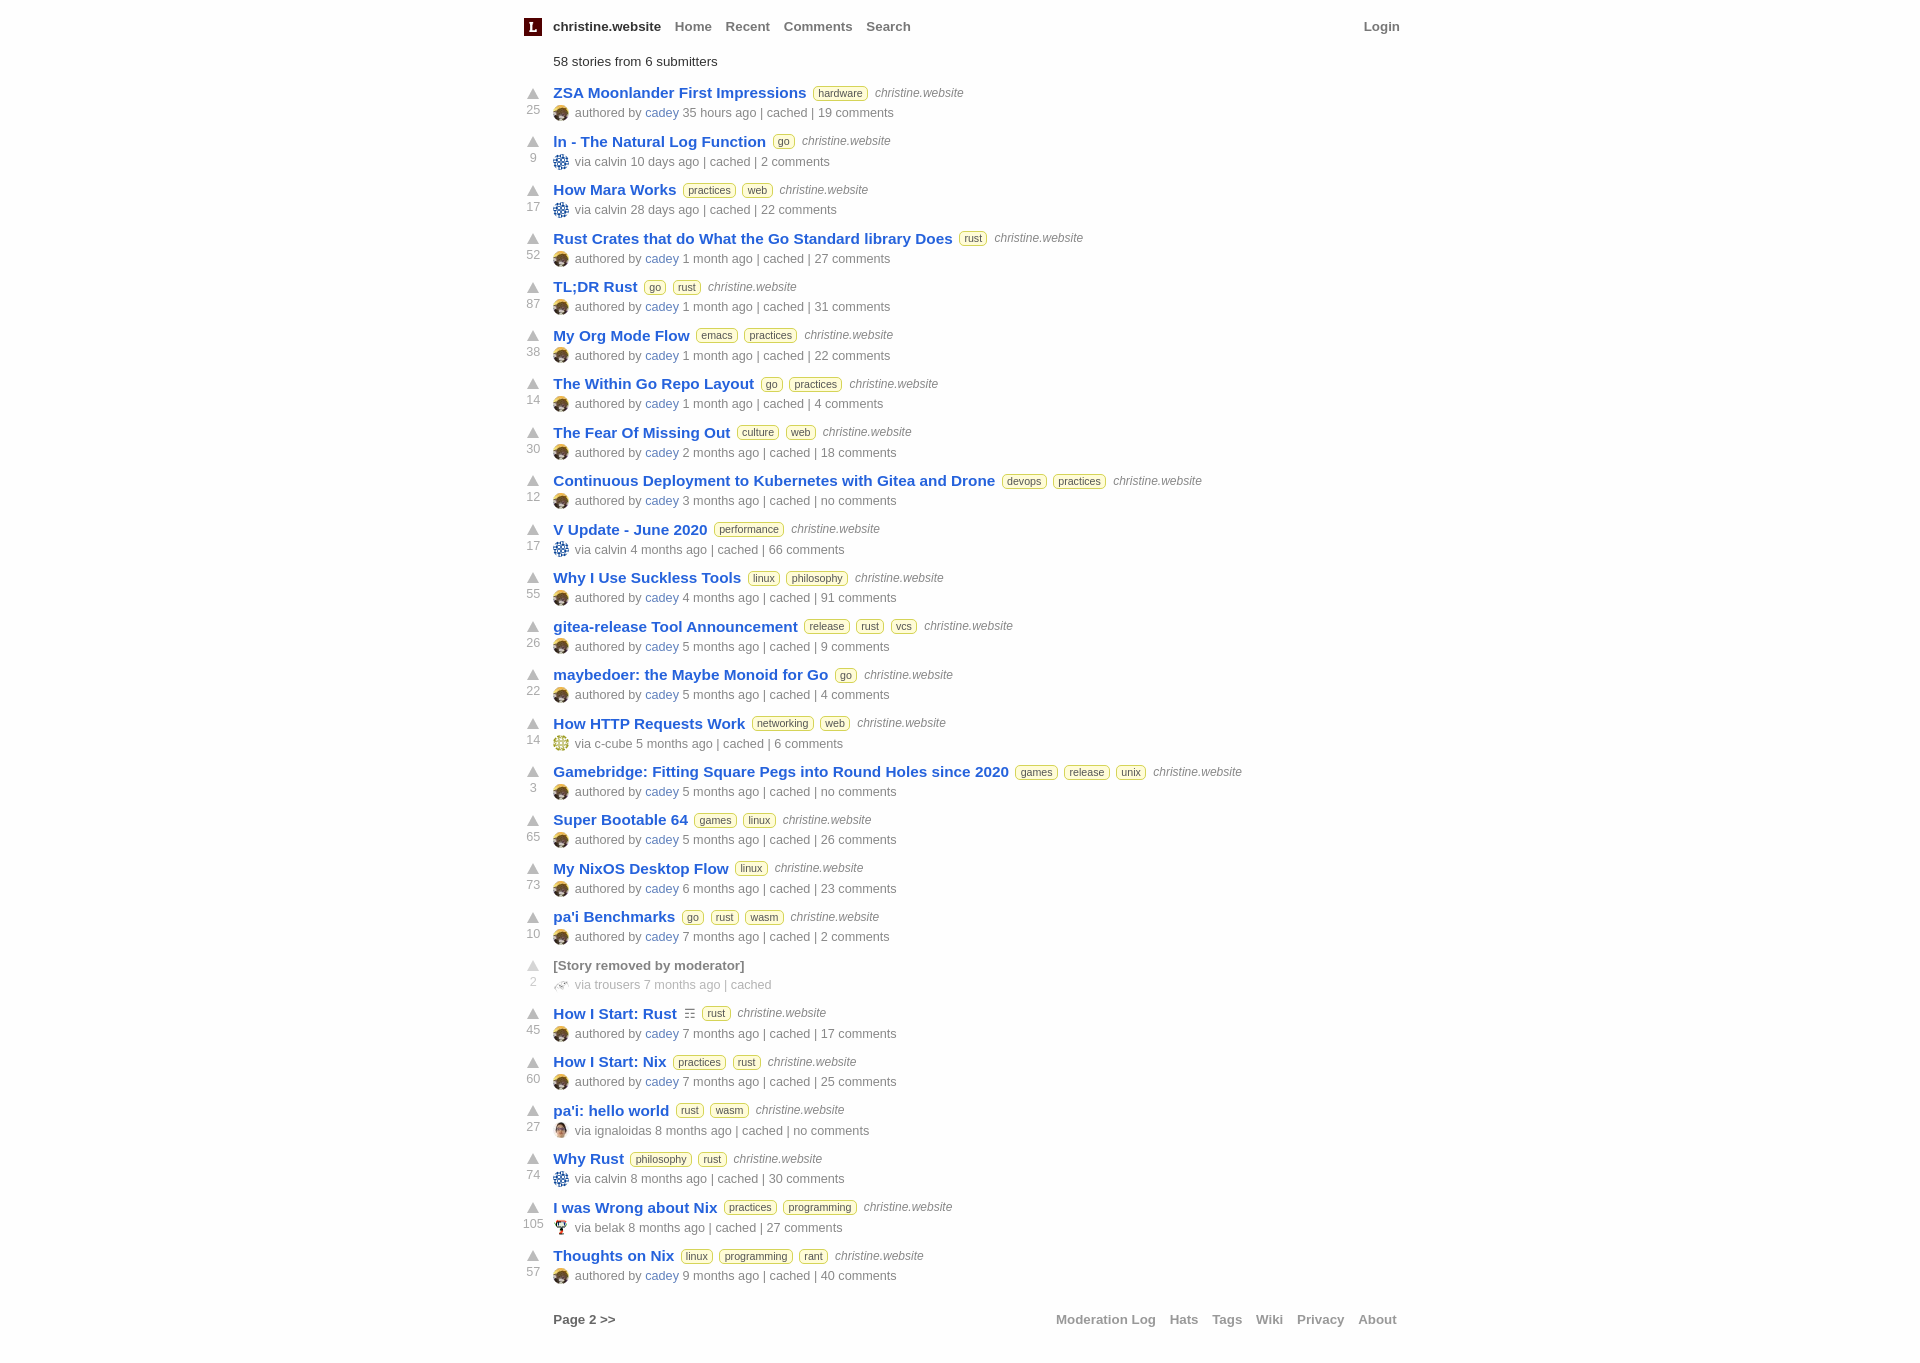 L christine.website Home Recent Comments Search Login
58 stories from 6 submitters
ZSA Moonlander First Impressions hardware christine.website
25 authored by cadey 35 hours ago | cached | 19 comments
ln - The Natural Log Function go christine.website
9 via calvin 10 days ago | cached | 2 comments
How Mara Works practices web christine.website
17 via calvin 28 days ago | cached | 22 comments
Rust Crates that do What the Go Standard library Does rust christine.website
52 authored by cadey 1 month ago | cached | 27 comments
TL;DR Rust go rust christine.website
87 authored by cadey 1 month ago | cached | 31 comments
My Org Mode Flow emacs practices christine.website
38 authored by cadey 1 month ago | cached | 22 comments
The Within Go Repo Layout go practices christine.website
14 authored by cadey 1 month ago | cached | 4 comments
The Fear Of Missing Out culture web christine.website
30 authored by cadey 2 months ago | cached | 18 comments
Continuous Deployment to Kubernetes with Gitea and Drone devops practices christine.website
12 authored by cadey 3 months ago | cached | no comments
V Update - June 2020 performance christine.website
17 via calvin 4 months ago | cached | 66 comments
Why I Use Suckless Tools linux philosophy christine.website
55 authored by cadey 4 months ago | cached | 91 comments
gitea-release Tool Announcement release rust vcs christine.website
26 authored by cadey 5 months ago | cached | 9 comments
maybedoer: the Maybe Monoid for Go go christine.website
22 authored by cadey 5 months ago | cached | 4 comments
How HTTP Requests Work networking web christine.website
14 via c-cube 5 months ago | cached | 6 comments
Gamebridge: Fitting Square Pegs into Round Holes since 2020 games release unix christine.website
3 authored by cadey 5 months ago | cached | no comments
Super Bootable 64 games linux christine.website
65 authored by cadey 5 months ago | cached | 26 comments
My NixOS Desktop Flow linux christine.website
73 authored by cadey 6 months ago | cached | 23 comments
pa'i Benchmarks go rust wasm christine.website
10 authored by cadey 7 months ago | cached | 2 comments
[Story removed by moderator]
2 via trousers 7 months ago | cached
How I Start: Rust ☶ rust christine.website
45 authored by cadey 7 months ago | cached | 17 comments
How I Start: Nix practices rust christine.website
60 authored by cadey 7 months ago | cached | 25 comments
pa'i: hello world rust wasm christine.website
27 via ignaloidas 8 months ago | cached | no comments
Why Rust philosophy rust christine.website
74 via calvin 8 months ago | cached | 30 comments
I was Wrong about Nix practices programming christine.website
105 via belak 8 months ago | cached | 27 comments
Thoughts on Nix linux programming rant christine.website
57 authored by cadey 9 months ago | cached | 40 comments
Page 2 >> Moderation Log Hats Tags Wiki Privacy About